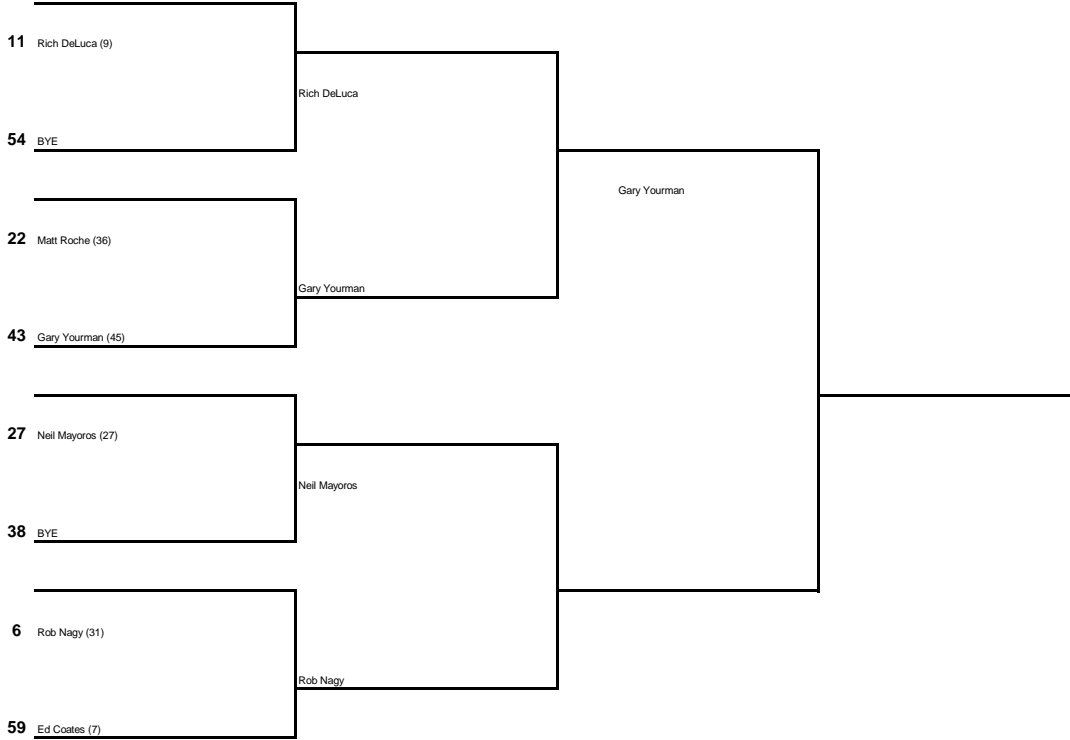 11 Rich DeLuca (9)
Rich DeLuca
54 BYE
Gary Yourman
22 Matt Roche (36)
Gary Yourman
43 Gary Yourman (45)
27 Neil Mayoros (27)
Neil Mayoros
38 BYE
6 Rob Nagy (31)
Rob Nagy
59 Ed Coates (7)